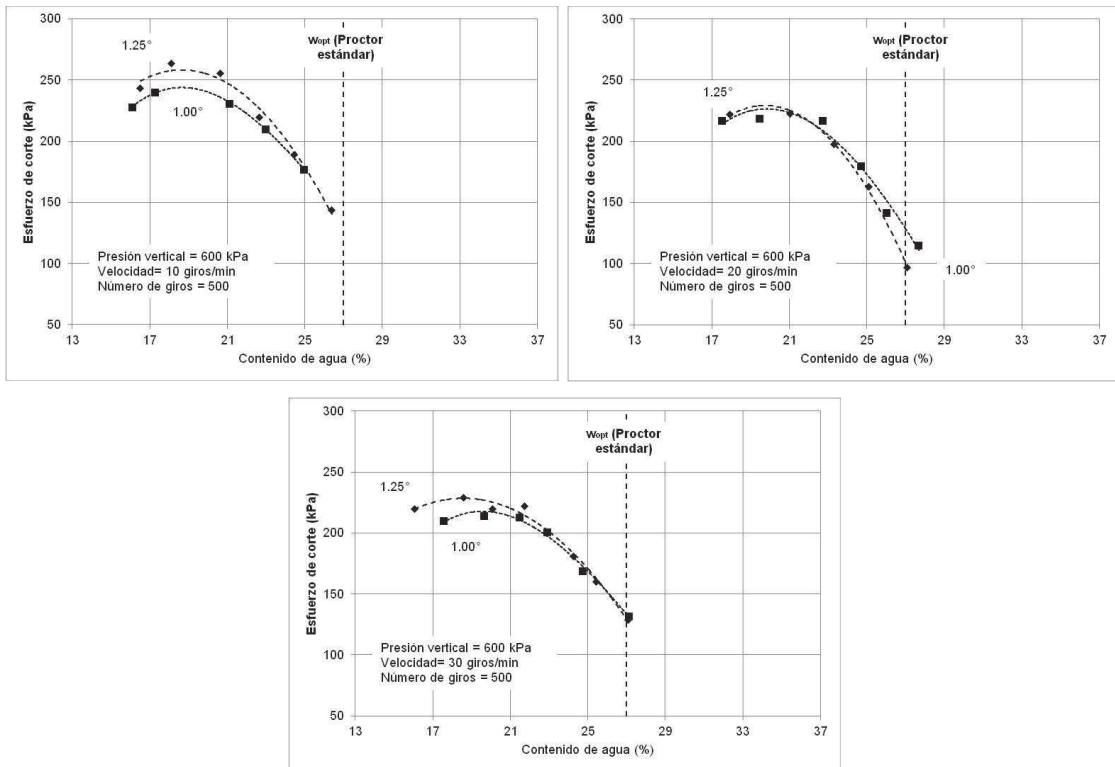 300
250
200
150
100
50
Esfuerzo de corte (kPa)
Wopt (Proctor
estándar)
1.25°
1.00°
Presión vertical = 600 kPa
Velocidad= 10 giros/min
Número de giros = 500
13 17 21 25 29 33 37
Contenido de agua (%)
300
250
200
150
100
50
Esfuerzo de corte (kPa)
Wopt (Proctor
estándar)
1.25°
1.00°
Presión vertical = 600 kPa
Velocidad= 20 giros/min
Número de giros = 500
13 17 21 25 29 33 37
Contenido de agua (%)
300
250
200
150
100
50
Esfuerzo de corte (kPa)
Wopt (Proctor
estándar)
1.25°
1.00°
Presión vertical = 600 kPa
Velocidad= 30 giros/min
Número de giros = 500
13 17 21 25 29 33 37
Contenido de agua (%)